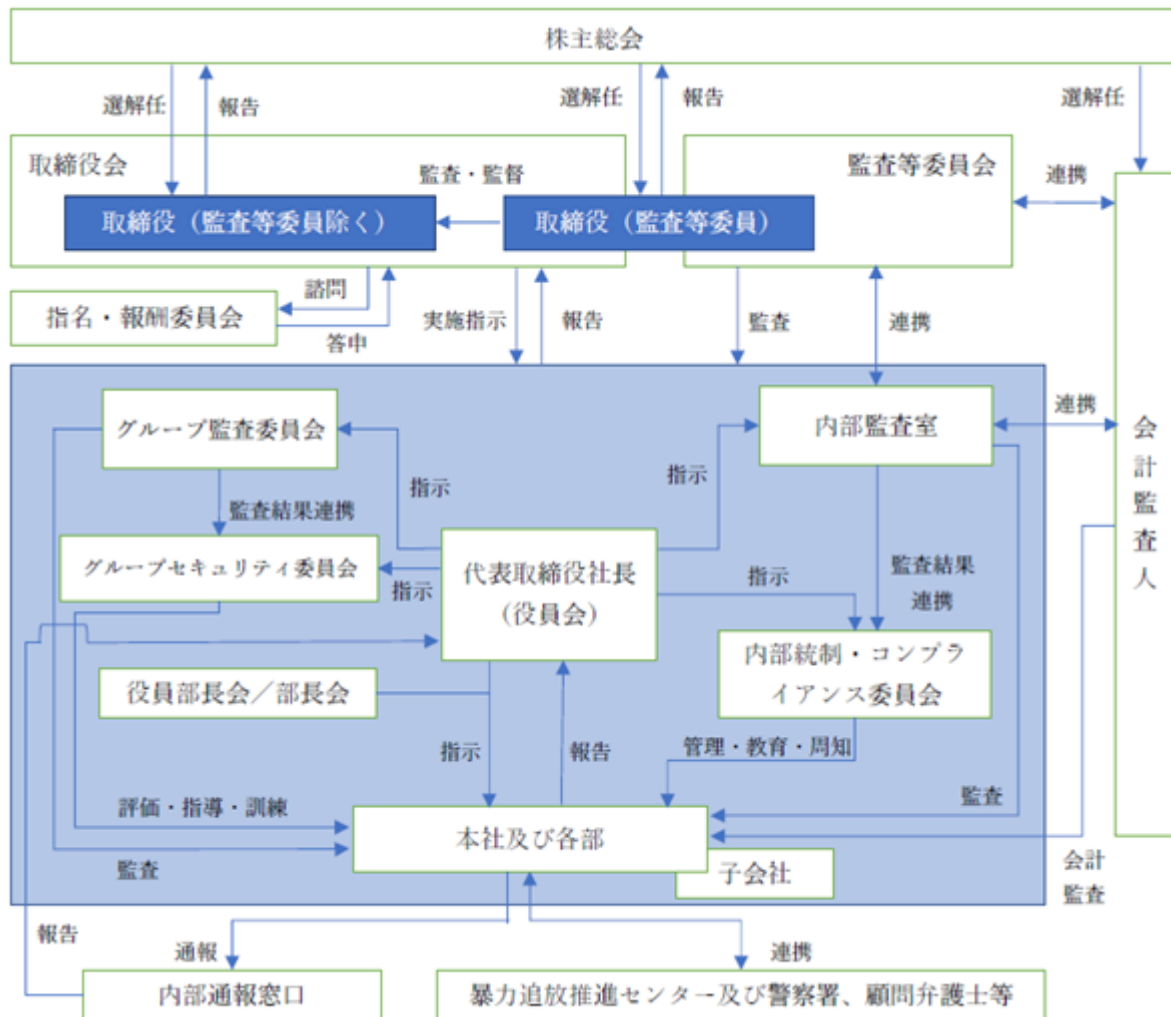 株主総会
選解任
報告
選解任
報告
選解任
取締役会
監査・監督
監査等委員会
連携
取締役（監査等委員除く）
取締役（監査等委員）
諮問
指名・報酬委員会
答申
実施指示
報告
監査
連携
グループ監査委員会
内部監査室
連携
会計監査人
指示
指示
監査結果連携
グループセキュリティ委員会
指示
代表取締役社長
（役員会）
指示
監査結果
連携
内部統制・コンプラ
イアンス委員会
役員部長会／部長会
指示
報告
管理・教育・周知
評価・指導・訓練
監査
本社及び各部
監査
子会社
会計
監査
報告
通報
連携
内部通報窓口
暴力追放推進センター及び警察署、顧問弁護士等